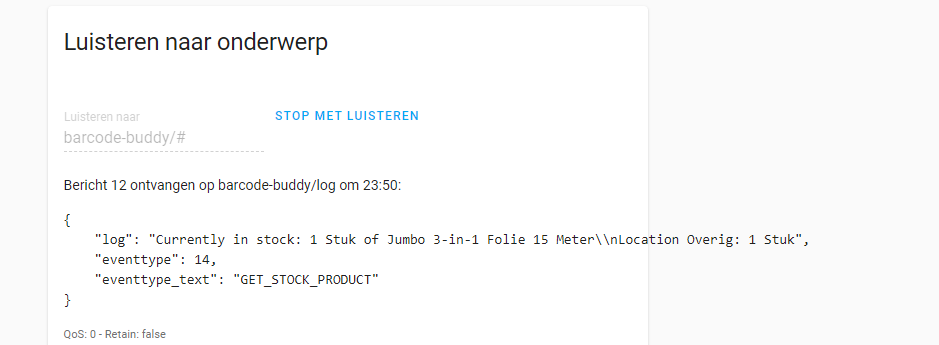 Luisteren naar onderwerp
Luisteren naar
barcode-buddy/#
STOP MET LUISTEREN
Bericht 12 ontvangen op barcode-buddy/log om 23:50:
{
    "log": "Currently in stock: 1 Stuk of Jumbo 3-in-1 Folie 15 Meter\\nLocation Overig: 1 Stuk",
    "eventtype": 14,
    "eventtype_text": "GET_STOCK_PRODUCT"
}
QoS: 0 - Retain: false